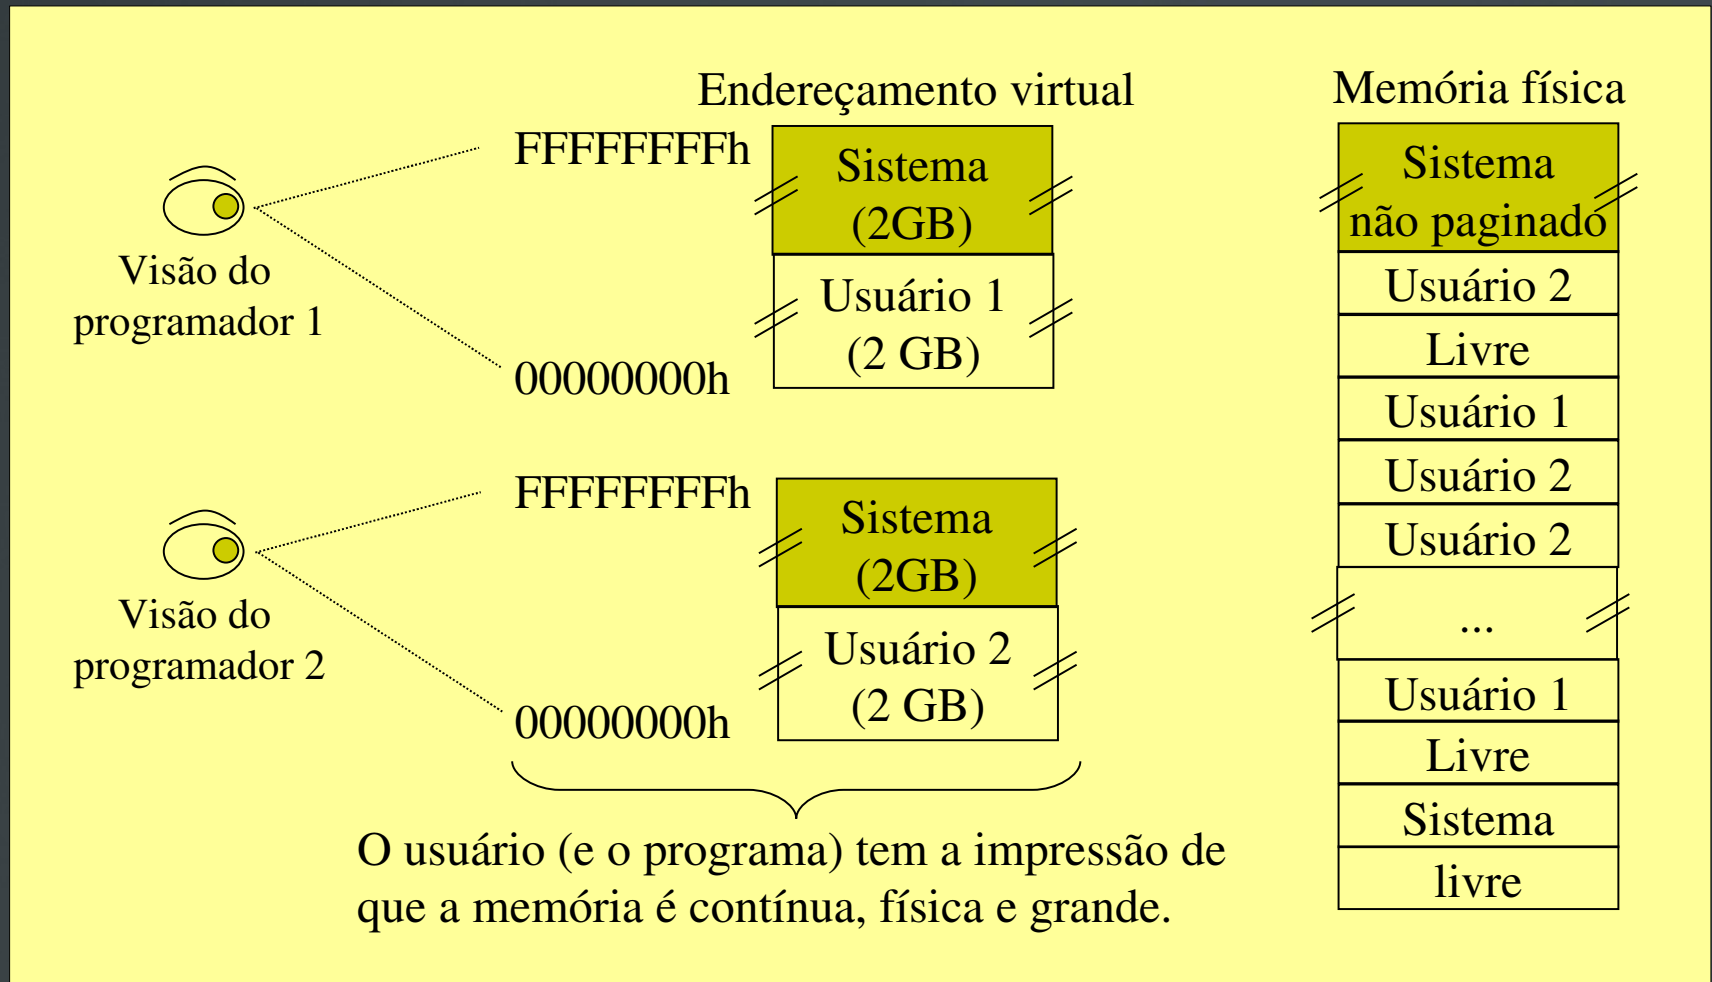 Endereçamento virtual
FFFFFFFFh
Sistema
(2GB)
Visão do
programador 1
Usuário 1
(2 GB)
00000000h
FFFFFFFFh
Sistema
(2GB)
Visão do
programador 2
Usuário 2
(2 GB)
00000000h
O usuário (e o programa) tem a impressão de
que a memória é contínua, física e grande.
Memória física
Sistema
não paginado
Usuário 2
Livre
Usuário 1
Usuário 2
Usuário 2
...
Usuário 1
Livre
Sistema
livre